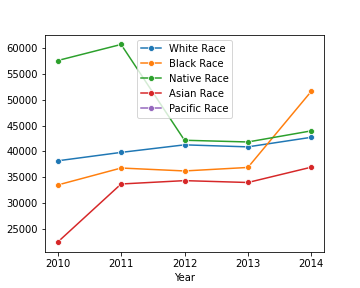 White Race
Black Race
Native Race
Asian Race
Pacific Race
60000
55000
50000
45000
40000
35000
30000
25000
2010 2011 2012 2013 2014
Year